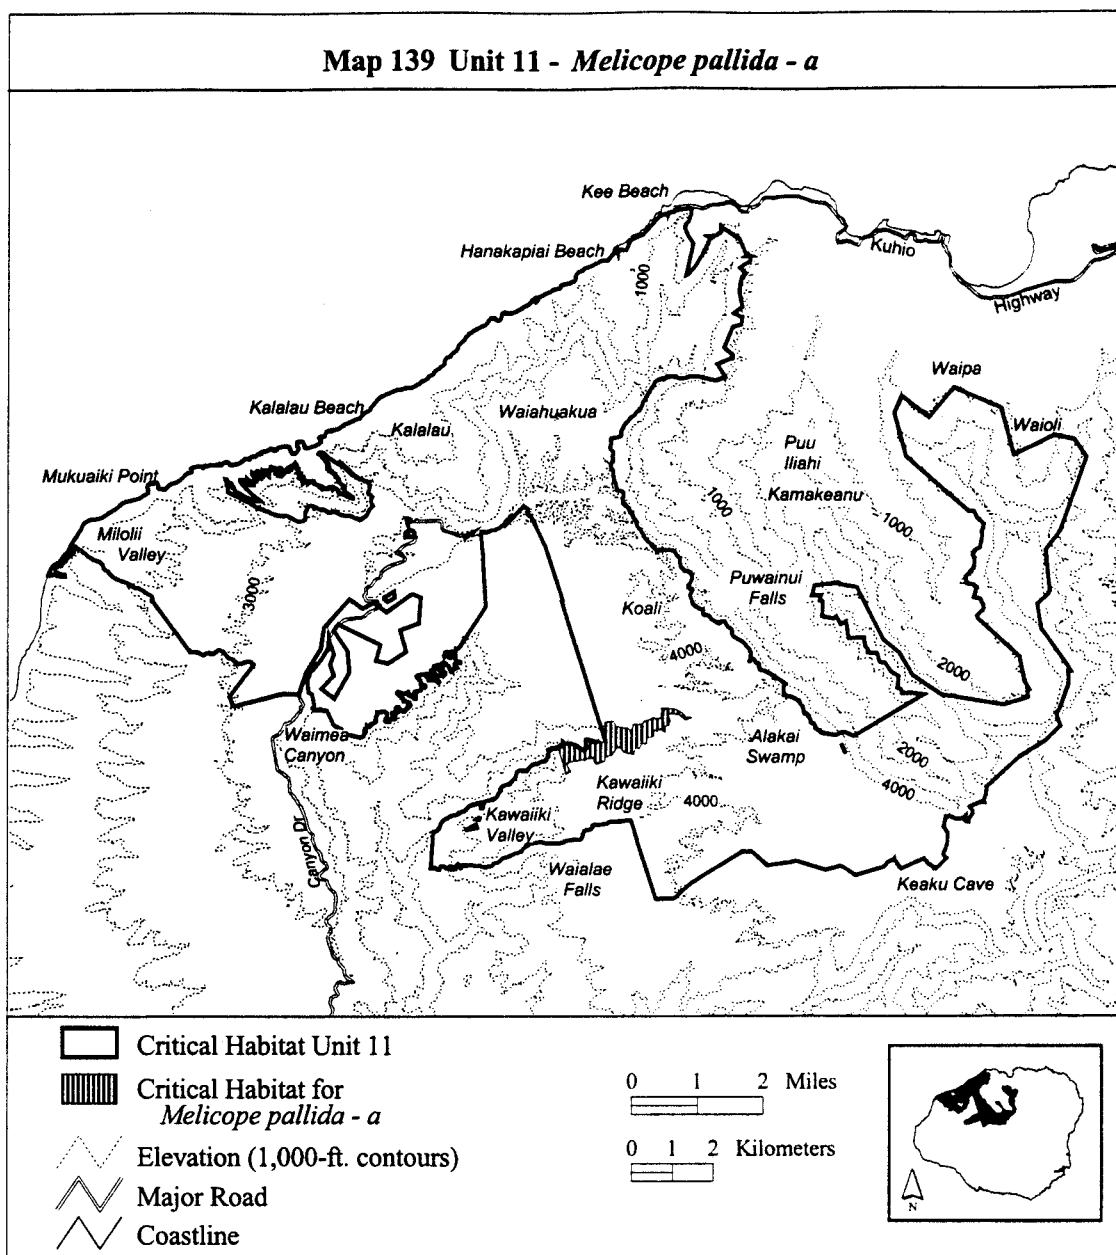 Map 139 Unit 11 - Melicope pallida - a
Kee Beach
Hanakapiai Beach
1000
Kuhio
Highway
Waipa
Kalalau Beach
Kalalau
Waiahuakua
Waioli
Puu
Iliahi
Mukuaiki Point
Kamakeanu
1000
1000
Milolii
Valley
Puwainui
Falls
3000
Koali
4000
2000
Waimea
Canyon
Alakai
Swamp
2000
4000
Kawaiiki
Ridge
4000
Kawaiiki
Valley
Canyon Dr
Waialae
Falls
Keaku Cave
Critical Habitat Unit 11
Critical Habitat for
Melicope pallida - a
Elevation (1,000-ft. contours)
Major Road
Coastline
0 1 2 Miles
0 1 2 Kilometers
N